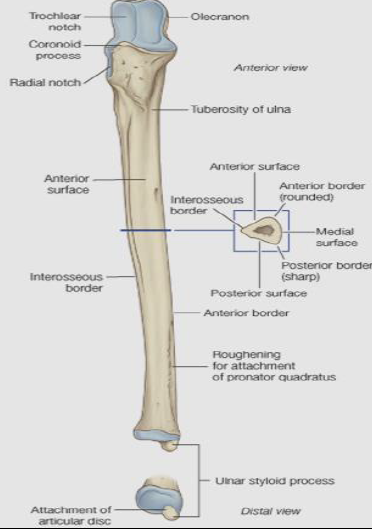 Trochlear
notch
Olecranon
Coronoid
process
Anterior view
Radial notch
Tuberosity of ulna
Anterior
surface
Anterior surface
Anterior border
(rounded)
Interosseous
border
Medial
surface
Posterior border
(sharp)
Posterior surface
Interosseous
border
Anterior border
Roughening
for attachment
of pronator quadratus
Ulnar styloid process
Attachment of
articular disc
Distal view